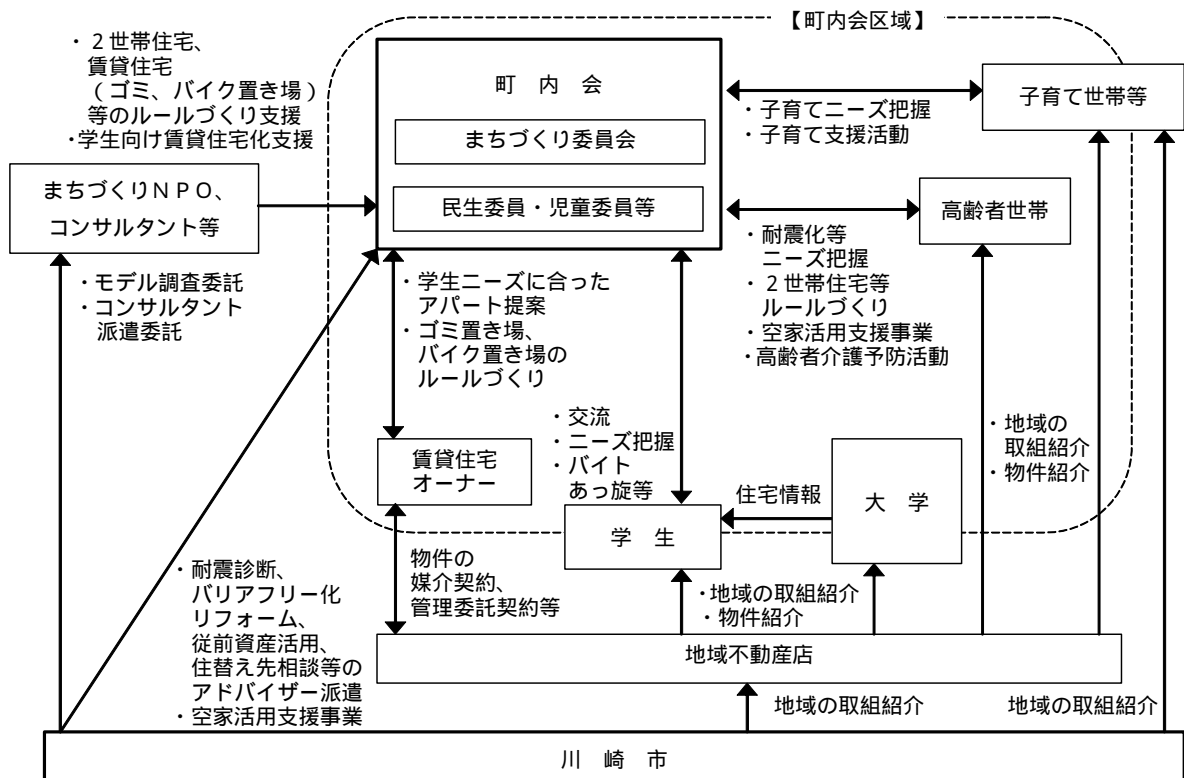 【町内会区域】
・２世帯住宅、
賃貸住宅
（ゴミ、バイク置き場）
等のルールづくり支援
・学生向け賃貸住宅化支援
町　内　会
まちづくり委員会
民生委員・児童委員等
・子育てニーズ把握
・子育て支援活動
子育て世帯等
まちづくりＮＰＯ、
コンサルタント等
高齢者世帯
・モデル調査委託
・コンサルタント
派遣委託
・学生ニーズに合った
アパート提案
・ゴミ置き場、
バイク置き場の
ルールづくり
・耐震化等
ニーズ把握
・２世帯住宅等
ルールづくり
・空家活用支援事業
・高齢者介護予防活動
・交流
・ニーズ把握
・バイト
あっ旋等
・地域の
取組紹介
・物件紹介
賃貸住宅
オーナー
住宅情報
大　学
学　生
・耐震診断、
バリアフリー化
リフォーム、
従前資産活用、
住替え先相談等の
アドバイザー派遣
・空家活用支援事業
物件の
媒介契約、
管理委託契約等
・地域の取組紹介
・物件紹介
地域不動産店
地域の取組紹介
地域の取組紹介
川　崎　市